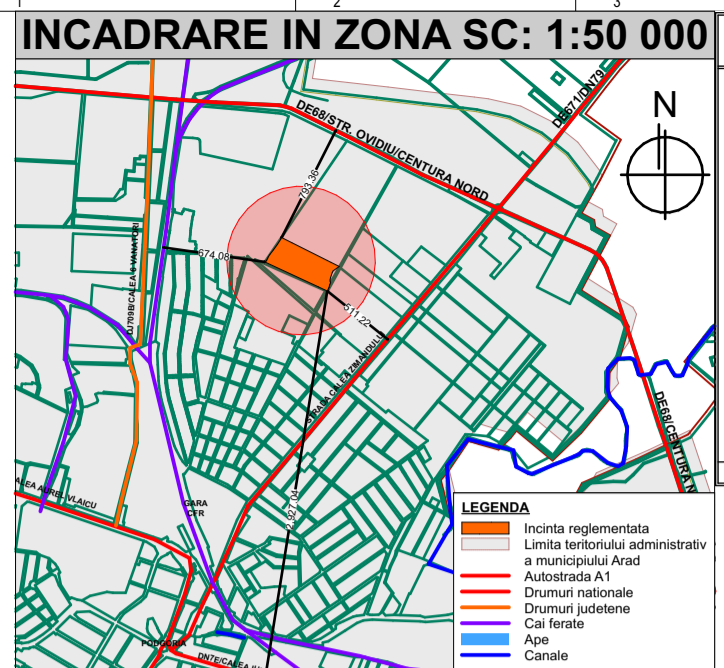 1 2 3
INCADRARE IN ZONA SC: 1:50 000
DE68/STR. OVIDIU/CENTURA NORD
DE671/DN79
N
793.36
674.08
511.22
DJ709B/CALEA 6 VANATORI
STRADA CALEA ZIMANDULUI
2,927.04
DE68/CENTURA N
ALEA AUREL VLAICU
GARA
CFR
PODGORIA
DN7E/CALEA
LEGENDA
Incinta reglementata
Limita teritoriului administrativ
a municipiului Arad
Autostrada A1
Drumuri nationale
Drumuri judetene
Cai ferate
Ape
Canale